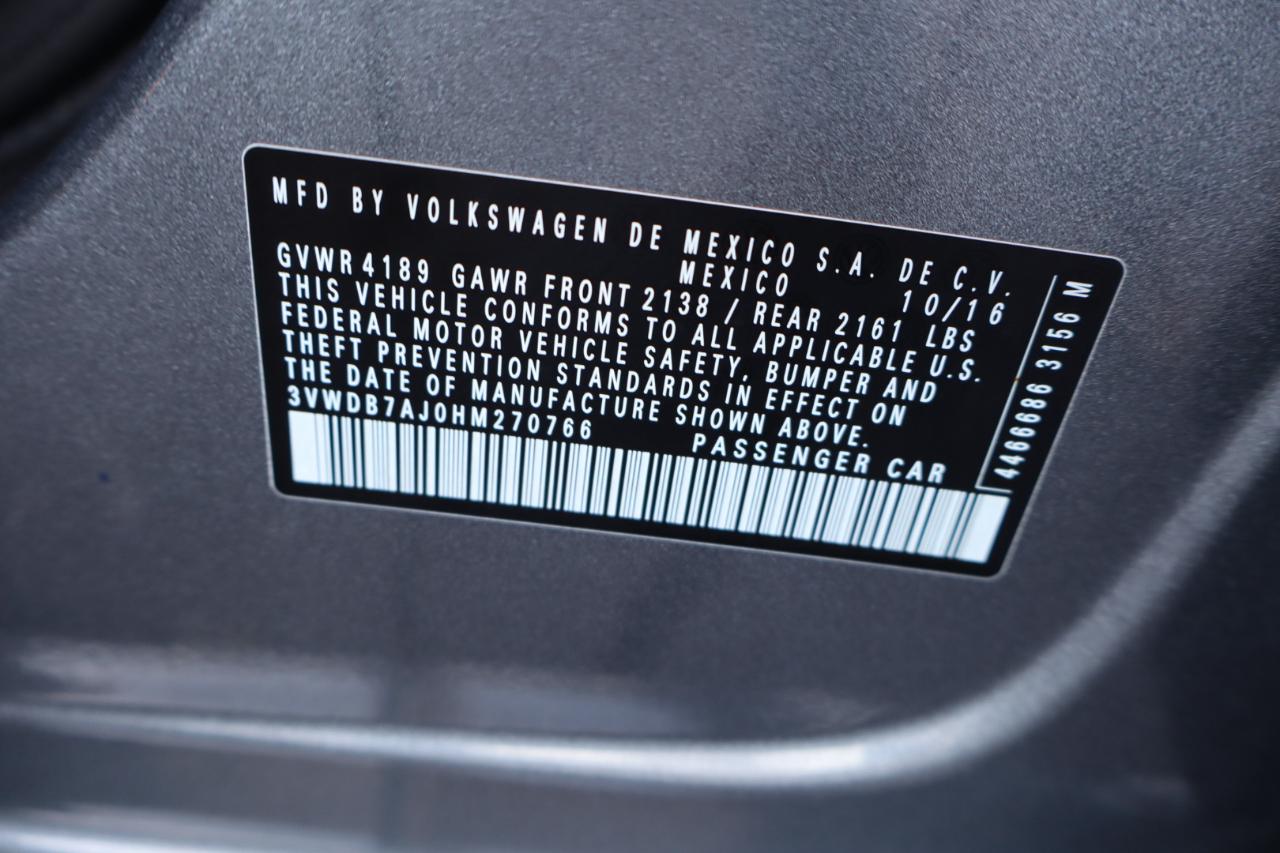 MFD BY VOLKSWAGEN DE MEXICO S.A. DE C.V.
MEXICO 10/16
GVWR 4189 GAWR FRONT 2138 / REAR 2161 LBS
THIS VEHICLE CONFORMS TO ALL APPLICABLE U.S.
FEDERAL MOTOR VEHICLE SAFETY, BUMPER AND
THEFT PREVENTION STANDARDS IN EFFECT ON
THE DATE OF MANUFACTURE SHOWN ABOVE.
3VWDB7AJ0HM270766 PASSENGER CAR
4466686 3156 M